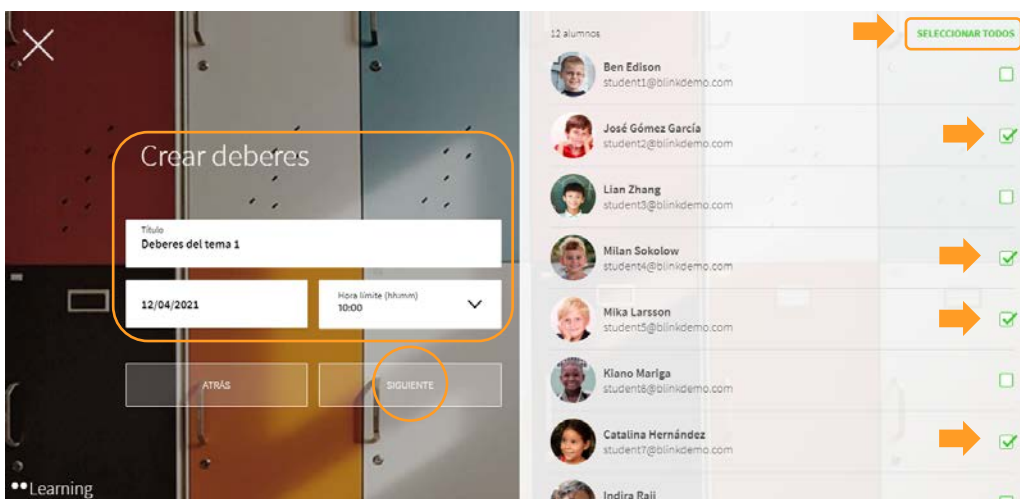 Crear deberes
Título
Deberes del tema 1
12/04/2021
Hora límite (hh:mm)
10:00
ATRÁS
SIGUIENTE
Learning
12 alumnos
SELECCIONAR TODOS
Ben Edison
student1@blinkdemo.com
José Gómez García
student2@blinkdemo.com
Lian Zhang
student3@blinkdemo.com
Milan Sokolow
student4@blinkdemo.com
Mika Larsson
student5@blinkdemo.com
Kiano Mariga
student6@blinkdemo.com
Catalina Hernández
student7@blinkdemo.com
Indira Raji